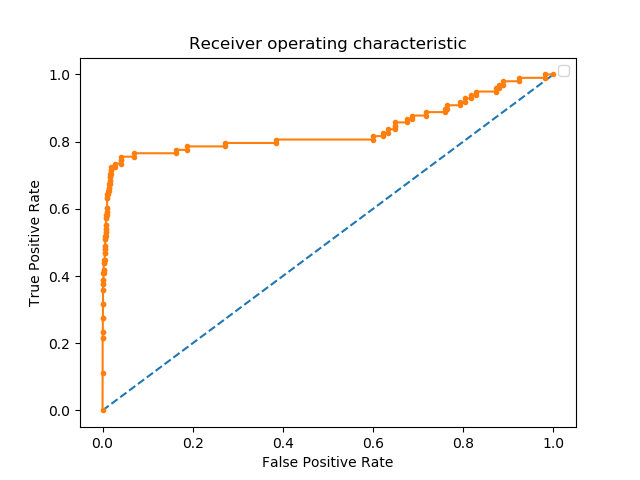 Receiver operating characteristic
True Positive Rate
1.0
0.8
0.6
0.4
0.2
0.0
0.0 0.2 0.4 0.6 0.8 1.0
False Positive Rate